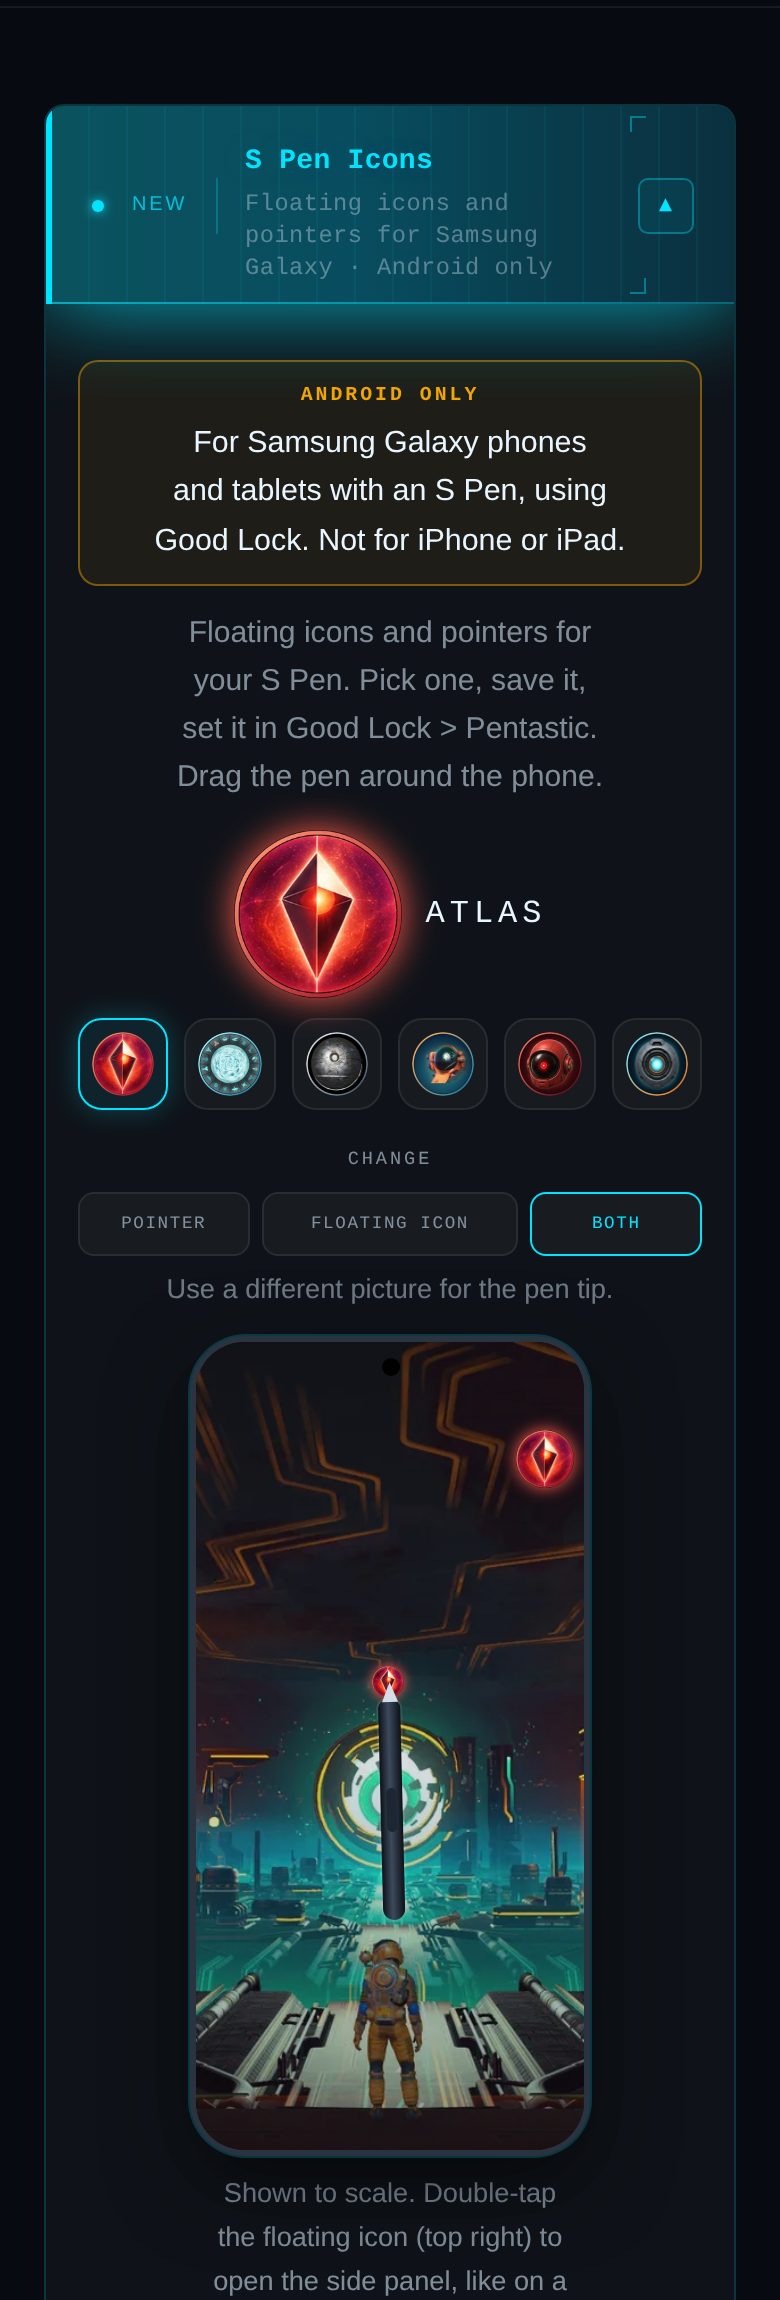 S Pen Icons
NEW
Floating icons and
pointers for Samsung
Galaxy · Android only
ANDROID ONLY
For Samsung Galaxy phones
and tablets with an S Pen, using
Good Lock. Not for iPhone or iPad.
Floating icons and pointers for
your S Pen. Pick one, save it,
set it in Good Lock > Pentastic.
Drag the pen around the phone.
ATLAS
CHANGE
POINTER
FLOATING ICON
BOTH
Use a different picture for the pen tip.
Shown to scale. Double-tap
the floating icon (top right) to
open the side panel, like on a